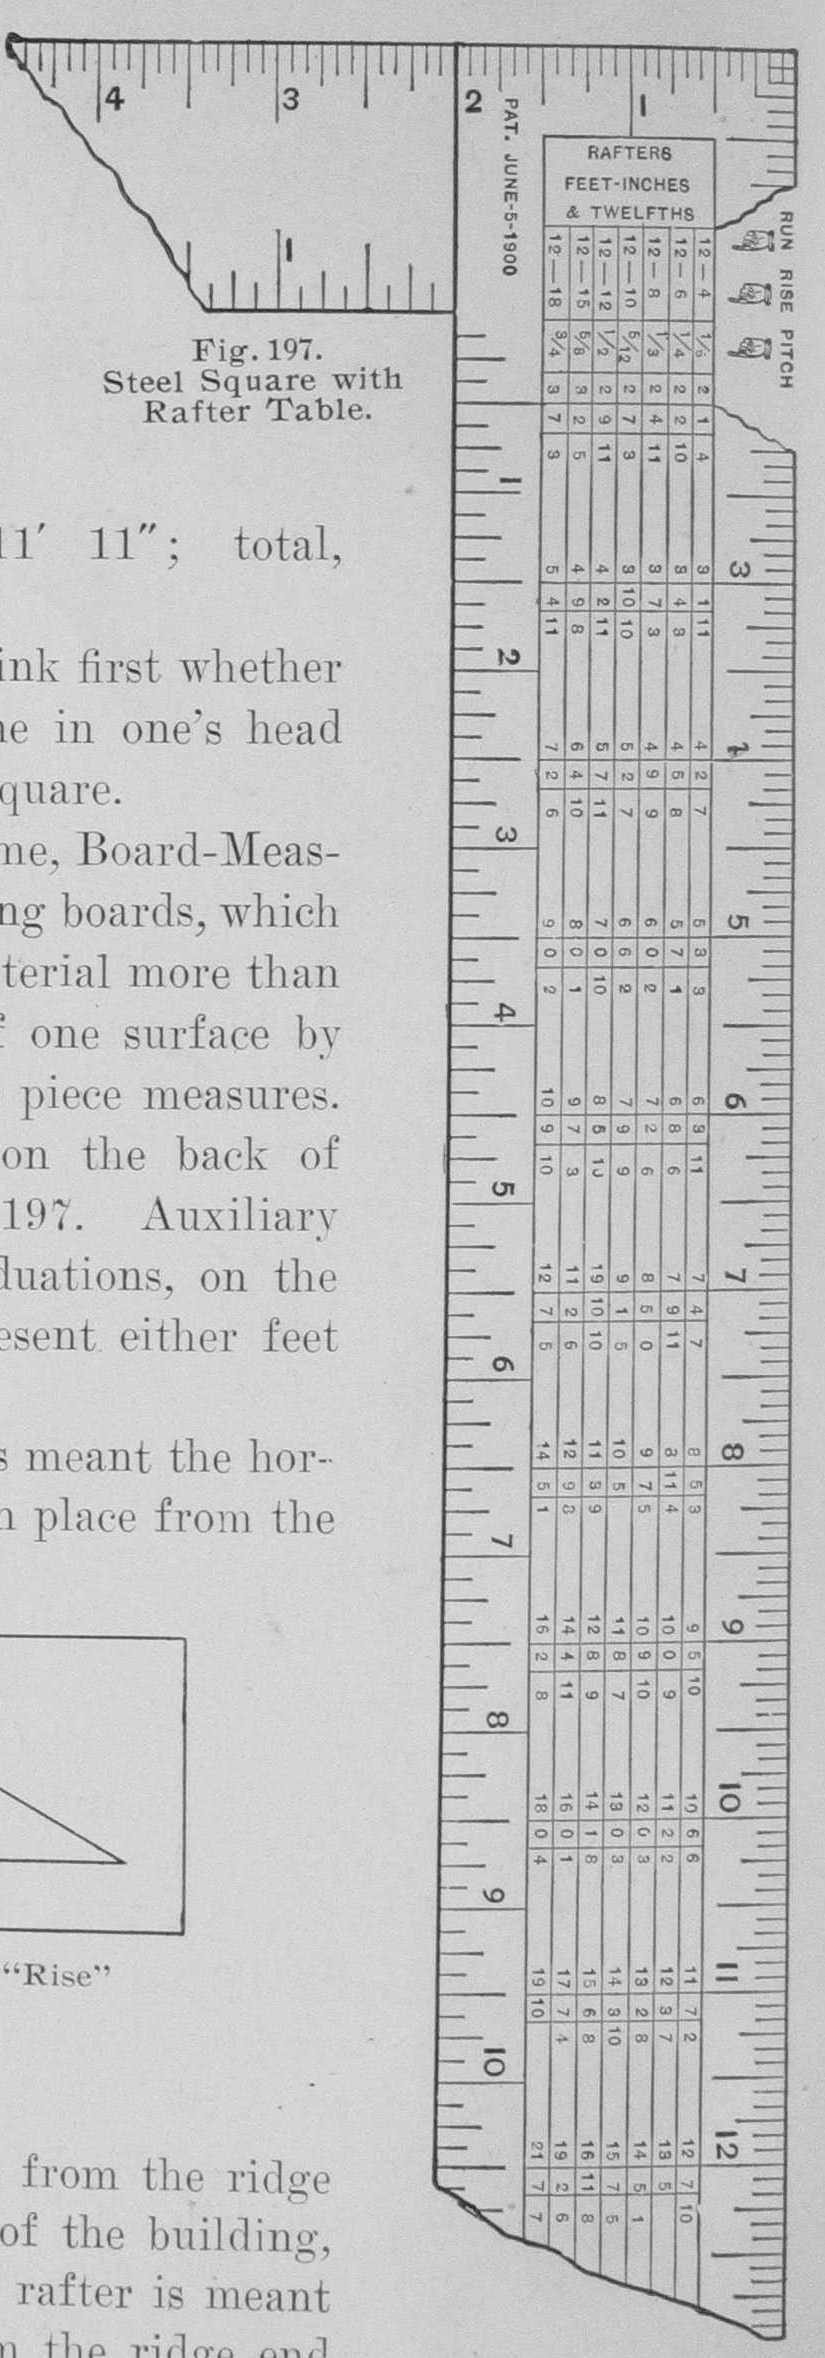 4 3 2 1
PAT. JUNE-5-1900
RAFTERS
FEET-INCHES
& TWELFTHS
RUN RISE PITCH
1
3 5 6 7 8 9 10 11 12
12—4 1/6 2 1 4 3 1 11 4 2 7 5 3 3 6 3 11 7 4 7 8 5 3 9 5 10 10 6 6 11 7 2 12 7 10
12—6 1/4 2 2 10 3 4 3 4 5 8 5 7 1 6 8 6 7 9 11 8 11 4 10 0 9 11 2 2 12 3 7 13 5
12—8 1/3 2 4 11 3 7 3 4 9 9 6 0 2 7 2 6 8 5 0 9 7 5 10 9 10 12 0 3 13 2 8 14 5 1
12—10 5/12 2 7 3 3 10 10 5 2 7 6 6 2 7 9 9 9 1 5 10 5 11 8 7 13 0 3 14 3 10 15 7 5
12—12 1/2 2 9 11 4 2 11 5 7 11 7 0 10 8 5 10 19 10 10 11 3 9 12 8 9 14 1 8 15 6 8 16 11 8
12—15 5/8 3 2 5 4 9 8 6 4 10 8 0 1 9 7 3 11 2 6 12 9 8 14 4 11 16 0 1 17 7 4 19 2 6
12—18 3/4 3 7 3 5 4 11 7 2 6 9 0 2 10 9 10 12 7 5 14 5 1 16 2 8 18 0 4 19 10 21 7 7
1 2 3 4 5 6 7 8 9 10
Fig. 197.
Steel Square with
Rafter Table.
11′ 11″; total,
ink first whether
ne in one's head
quare.
me, Board-Meas-
ng boards, which
terial more than
f one surface by
piece measures.
on the back of
197. Auxiliary
duations, on the
esent either feet
s meant the hor-
n place from the
“Rise”
from the ridge
of the building,
rafter is meant
m the ridge end